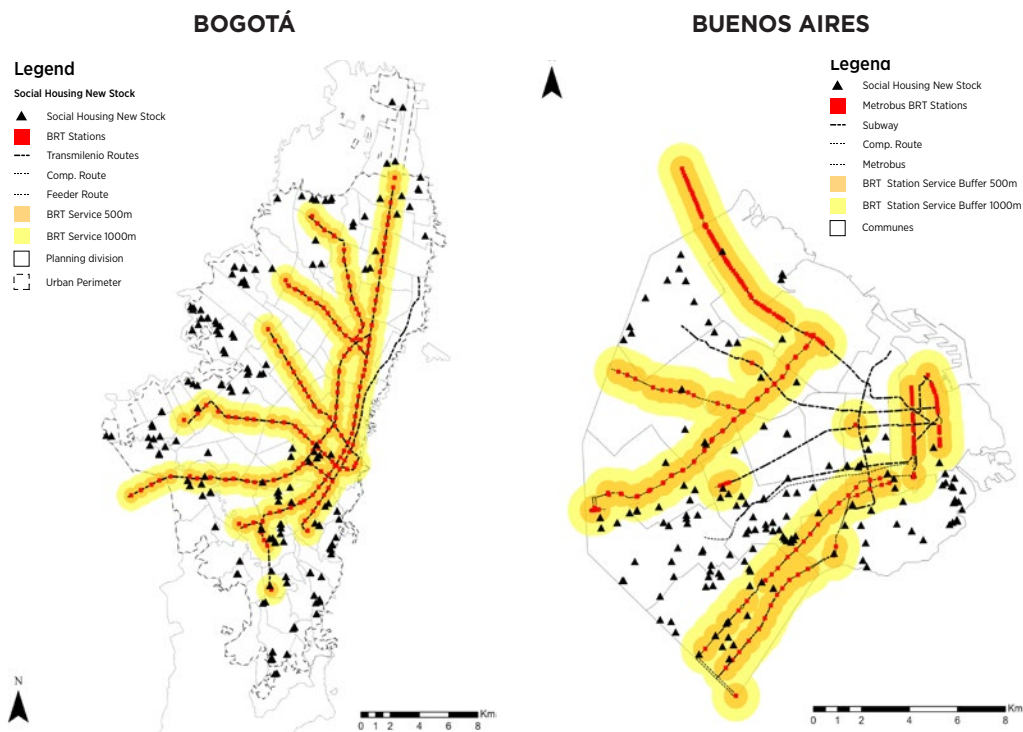 BOGOTÁ
Legend
Social Housing New Stock
Social Housing New Stock
BRT Stations
Transmilenio Routes
Comp. Route
Feeder Route
BRT Service 500m
BRT Service 1000m
Planning division
Urban Perimeter
N
Km
0 1 2 4 6 8
BUENOS AIRES
Legend
Social Housing New Stock
Metrobus BRT Stations
Subway
Comp. Route
Metrobus
BRT Station Service Buffer 500m
BRT Station Service Buffer 1000m
Communes
Km
0 1 2 4 6 8